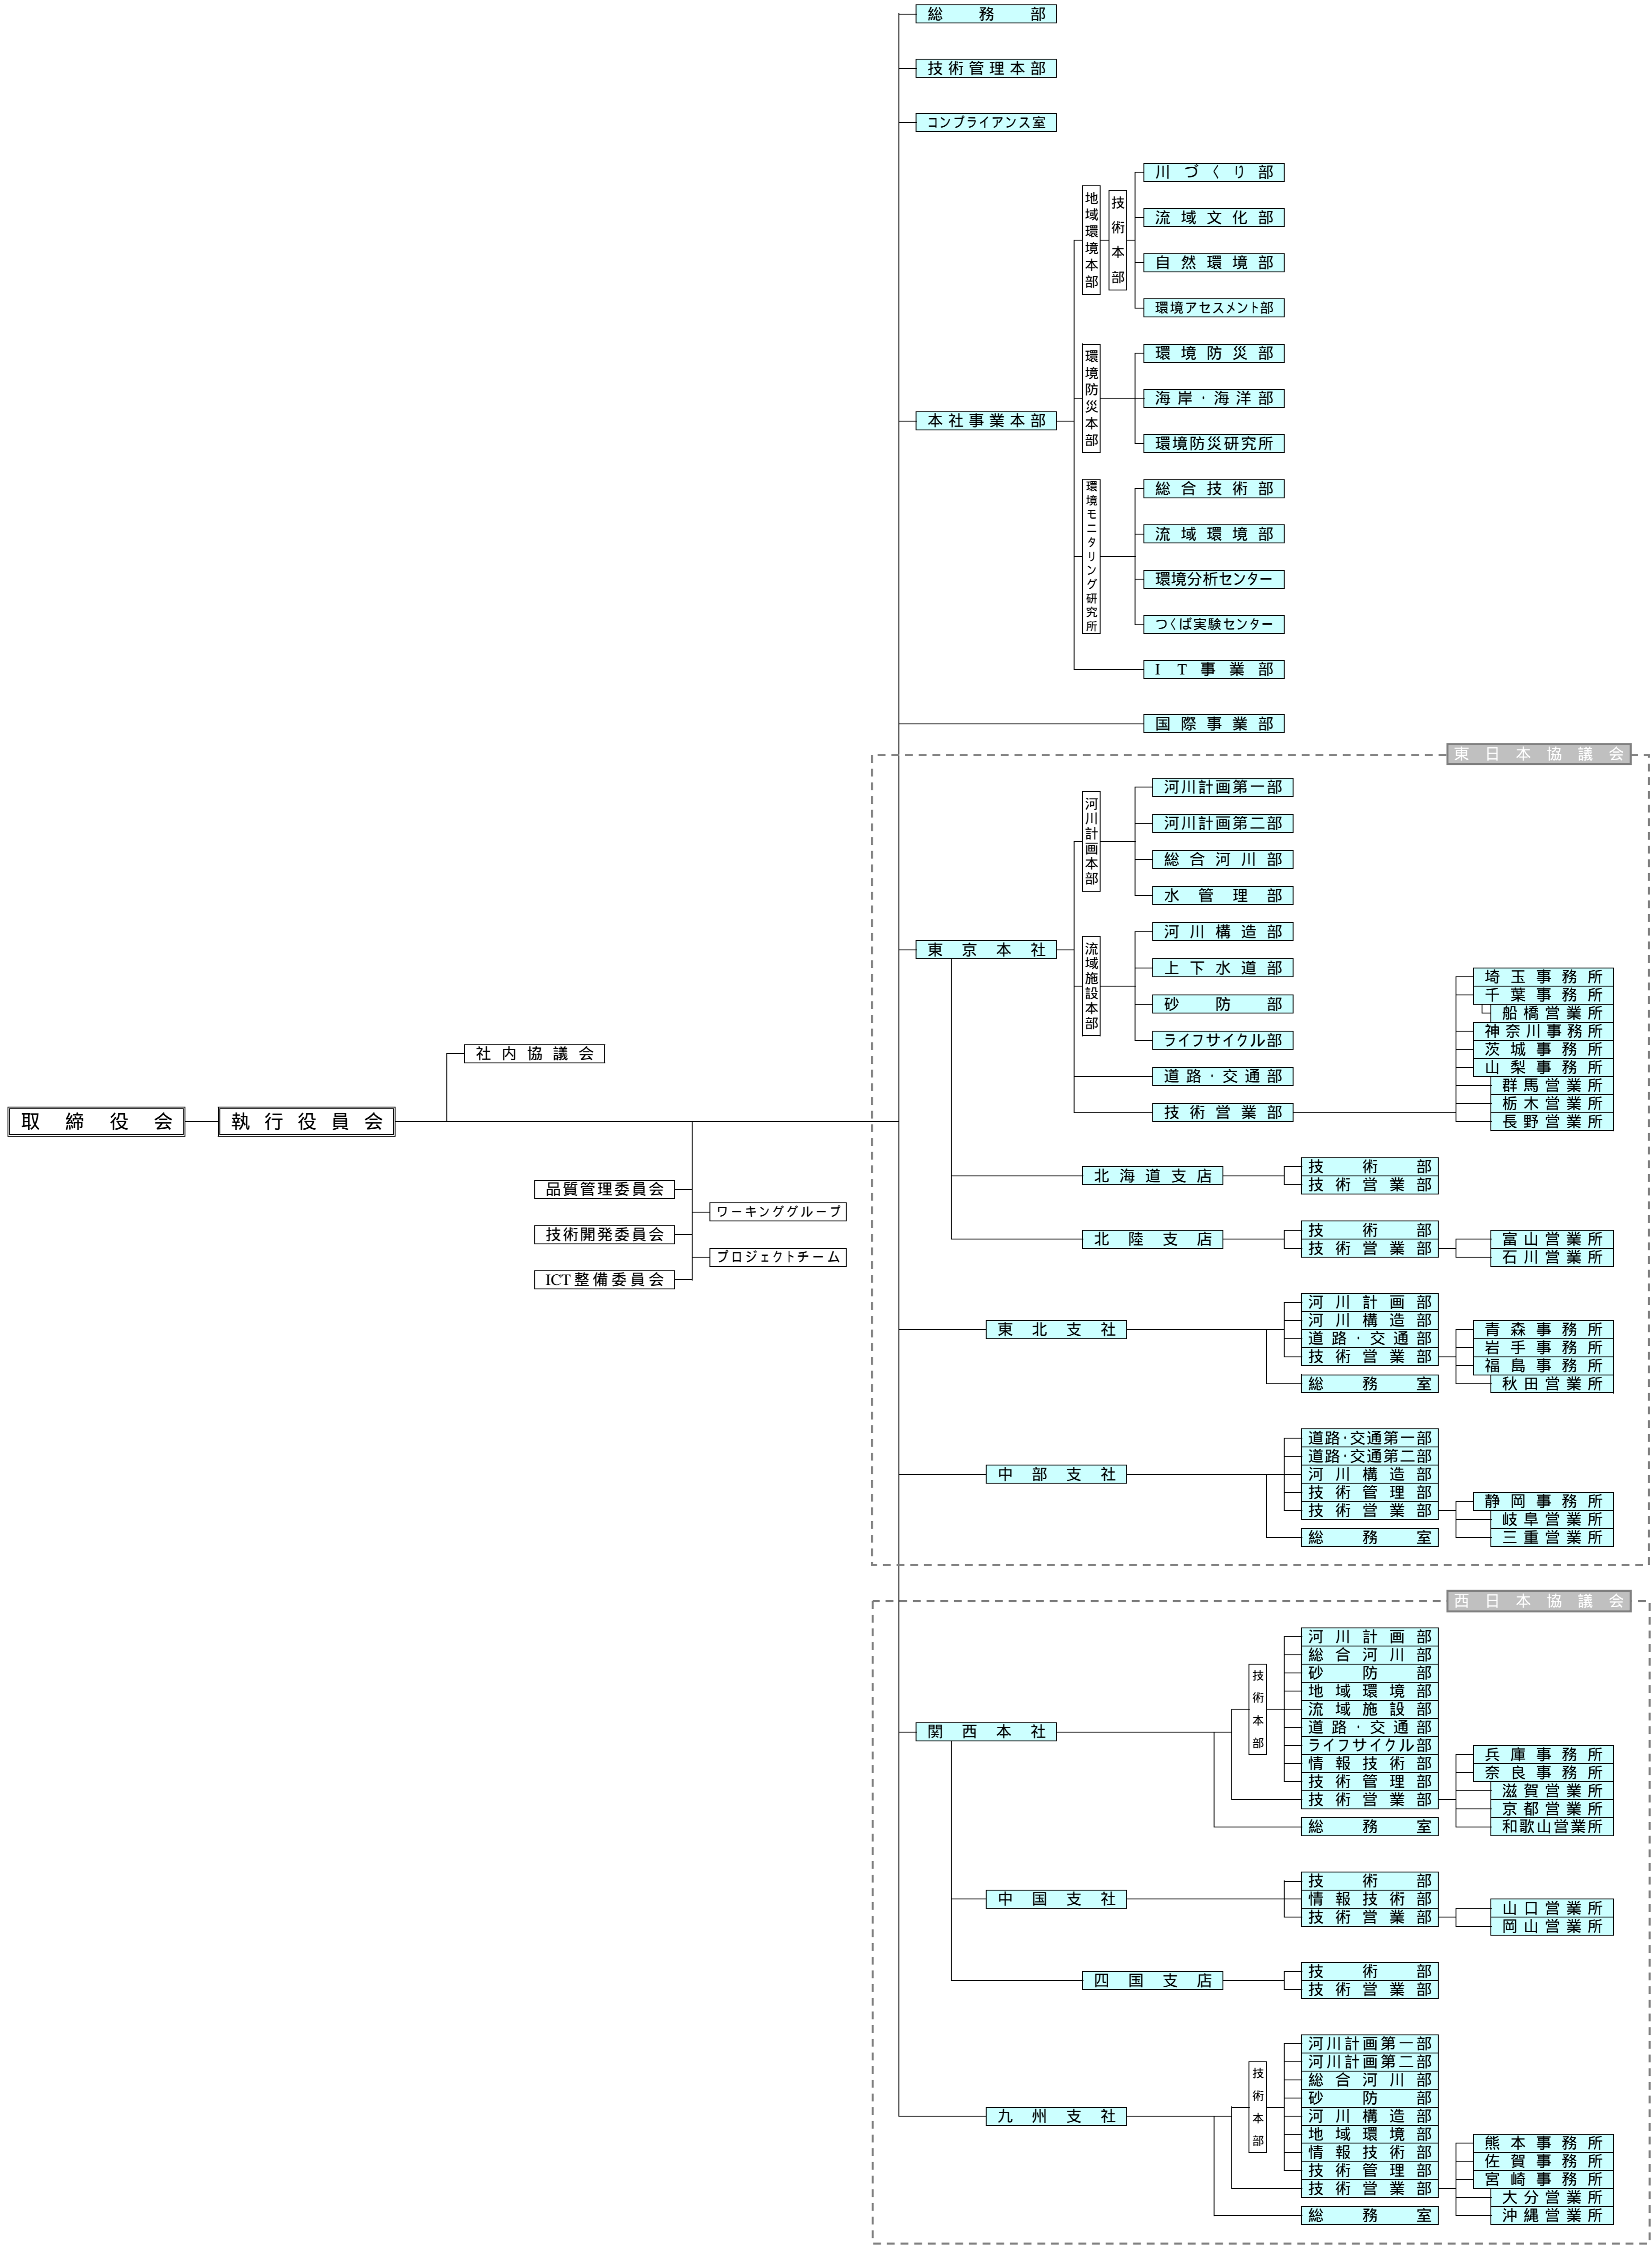 総務部
技術管理本部
コンプライアンス室
本社事業本部
地域環境本部
技術本部
川づくり部
流域文化部
自然環境部
環境アセスメント部
環境防災本部
環境防災部
海岸・海洋部
環境防災研究所
環境モニタリング研究所
総合技術部
流域環境部
環境分析センター
つくば実験センター
IT事業部
国際事業部
東日本協議会
東京本社
河川計画本部
河川計画第一部
河川計画第二部
総合河川部
水管理部
流域施設本部
河川構造部
上下水道部
砂防部
ライフサイクル部
道路・交通部
技術営業部
埼玉事務所
千葉事務所
船橋営業所
神奈川事務所
茨城事務所
山梨事務所
群馬営業所
栃木営業所
長野営業所
社内協議会
取締役会
執行役員会
品質管理委員会
ワーキンググループ
技術開発委員会
プロジェクトチーム
ICT整備委員会
北海道支店
技術部
技術営業部
北陸支店
技術部
技術営業部
富山営業所
石川営業所
東北支社
河川計画部
河川構造部
道路・交通部
技術営業部
総務室
青森事務所
岩手事務所
福島事務所
秋田営業所
中部支社
道路・交通第一部
道路・交通第二部
河川構造部
技術管理部
技術営業部
総務室
静岡事務所
岐阜営業所
三重営業所
西日本協議会
関西本社
技術本部
河川計画部
総合河川部
砂防部
地域環境部
流域施設部
道路・交通部
ライフサイクル部
情報技術部
技術管理部
技術営業部
総務室
兵庫事務所
奈良事務所
滋賀営業所
京都営業所
和歌山営業所
中国支社
技術部
情報技術部
技術営業部
山口営業所
岡山営業所
四国支店
技術部
技術営業部
九州支社
技術本部
河川計画第一部
河川計画第二部
総合河川部
砂防部
河川構造部
地域環境部
情報技術部
技術管理部
技術営業部
総務室
熊本事務所
佐賀事務所
宮崎事務所
大分営業所
沖縄営業所